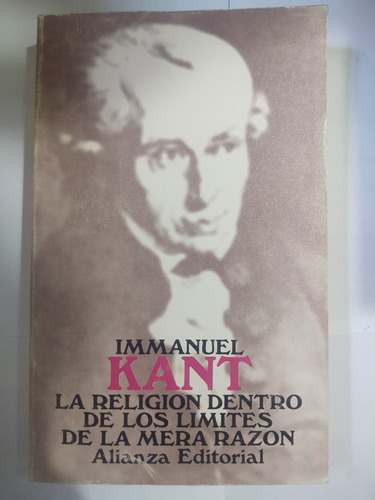 IMMANUEL
KANT
LA RELIGION DENTRO
DE LOS LIMITES
DE LA MERA RAZON
Alianza Editorial